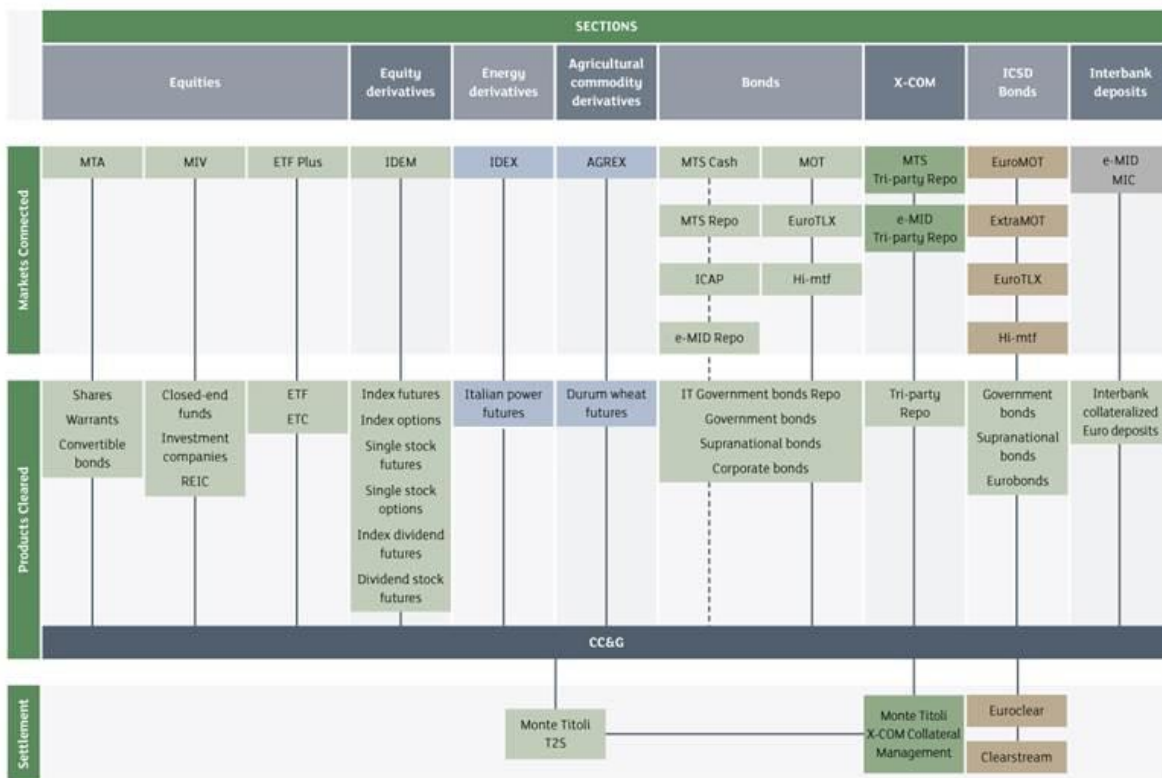 SECTIONS
Equities
Equity
derivatives
Energy
derivatives
Agricultural
commodity
derivatives
Bonds
X-COM
ICSD
Bonds
Interbank
deposits
Markets Connected
MTA
MIV
ETF Plus
IDEM
IDEX
AGREX
MTS Cash
MOT
MTS
Tri-party Repo
EuroMOT
e-MID
MIC
MTS Repo
EuroTLX
e-MID
Tri-party Repo
ExtraMOT
ICAP
Hi-mtf
EuroTLX
e-MID Repo
Hi-mtf
Products Cleared
Shares
Warrants
Convertible
bonds
Closed-end
funds
Investment
companies
REIC
ETF
ETC
Index futures
Index options
Single stock
futures
Single stock
options
Index dividend
futures
Dividend stock
futures
Italian power
futures
Durum wheat
futures
IT Government bonds Repo
Government bonds
Supranational bonds
Corporate bonds
Tri-party
Repo
Government
bonds
Supranational
bonds
Eurobonds
Interbank
collateralized
Euro deposits
CC&G
Settlement
Monte Titoli
T2S
Monte Titoli
X-COM Collateral
Management
Euroclear
Clearstream